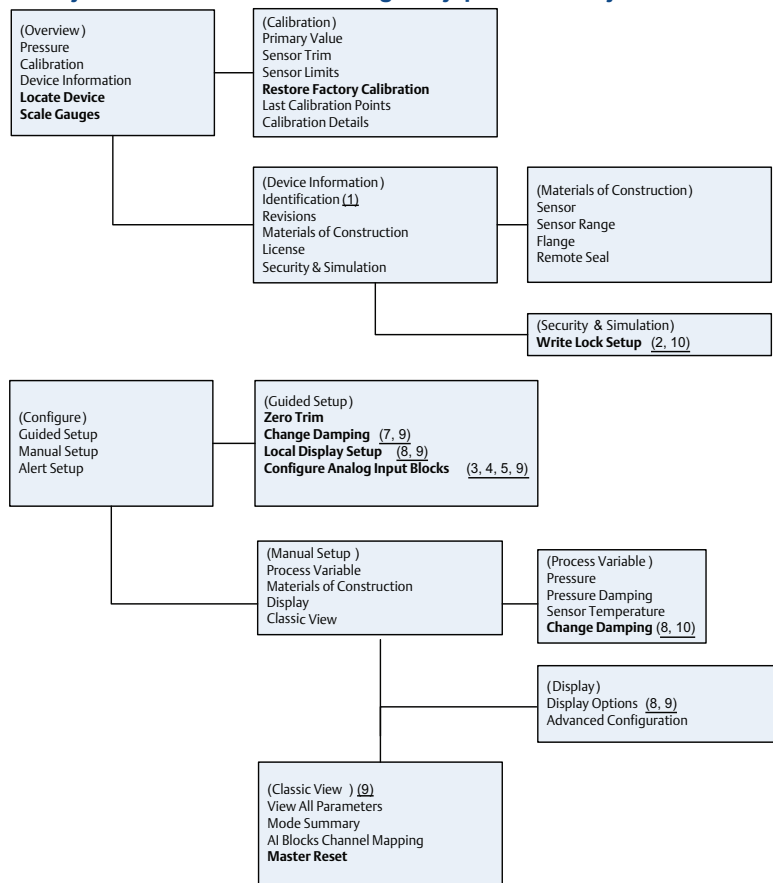 (Overview)
Pressure
Calibration
Device Information
Locate Device
Scale Gauges
(Calibration)
Primary Value
Sensor Trim
Sensor Limits
Restore Factory Calibration
Last Calibration Points
Calibration Details
(Device Information)
Identification (1)
Revisions
Materials of Construction
License
Security & Simulation
(Materials of Construction)
Sensor
Sensor Range
Flange
Remote Seal
(Security & Simulation)
Write Lock Setup (2, 10)
(Configure)
Guided Setup
Manual Setup
Alert Setup
(Guided Setup)
Zero Trim
Change Damping (7, 9)
Local Display Setup (8, 9)
Configure Analog Input Blocks (3, 4, 5, 9)
(Manual Setup )
Process Variable
Materials of Construction
Display
Classic View
(Process Variable )
Pressure
Pressure Damping
Sensor Temperature
Change Damping (8, 10)
(Display)
Display Options (8, 9)
Advanced Configuration
(Classic View ) (9)
View All Parameters
Mode Summary
AI Blocks Channel Mapping
Master Reset